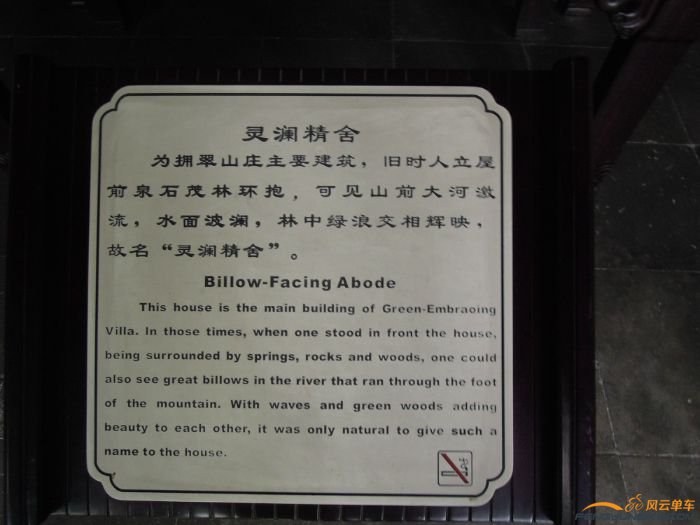 灵澜精舍
为拥翠山庄主要建筑，旧时人立屋
前泉石茂林环抱，可见山前大河激
流，水面波澜，林中绿浪交相辉映，
故名“灵澜精舍”。
Billow-Facing Abode
This house is the main building of Green-Embraoing
Villa. In those times, when one stood in front the house,
being surrounded by springs, rocks and woods, one could
also see great billows in the river that ran through the foot
of the mountain. With waves and green woods adding
beauty to each other, it was only natural to give such a
name to the house.
风云单车